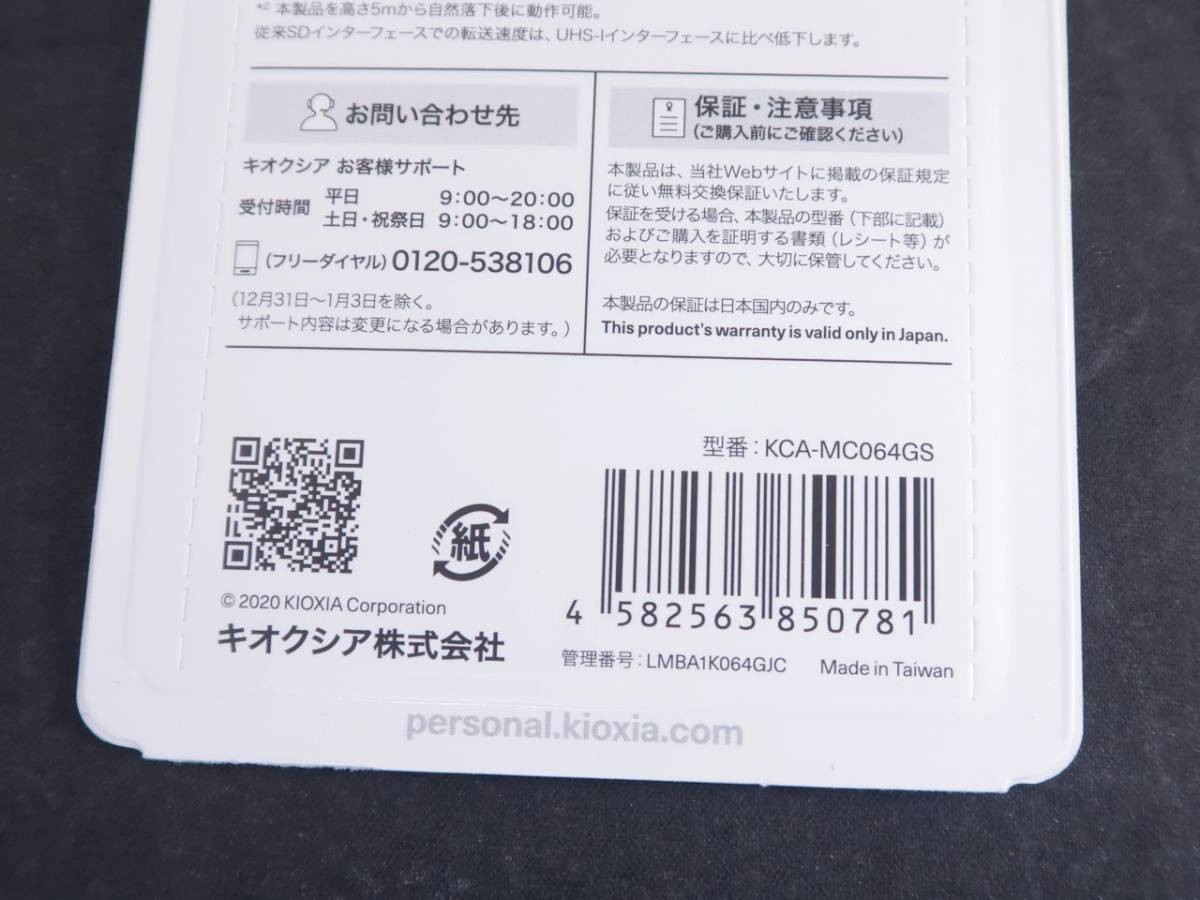 *2 本製品を高さ5mから自然落下後に動作可能。
従来SDインターフェースでの転送速度は、UHS-Iインターフェースに比べ低下します。
お問い合わせ先
キオクシア お客様サポート
受付時間 平日 9:00〜20:00
土日・祝祭日 9:00〜18:00
(フリーダイヤル) 0120-538106
(12月31日〜1月3日を除く。
サポート内容は変更になる場合があります。)
保証・注意事項
(ご購入前にご確認ください)
本製品は、当社Webサイトに掲載の保証規定
に従い無料交換保証いたします。
保証を受ける場合、本製品の型番(下部に記載)
およびご購入を証明する書類(レシート等)が
必要となりますので、大切に保管してください。
本製品の保証は日本国内のみです。
This product's warranty is valid only in Japan.
型番:KCA-MC064GS
紙
4 582563 850781
© 2020 KIOXIA Corporation
キオクシア株式会社
管理番号:LMBA1K064GJC Made in Taiwan
personal.kioxia.com